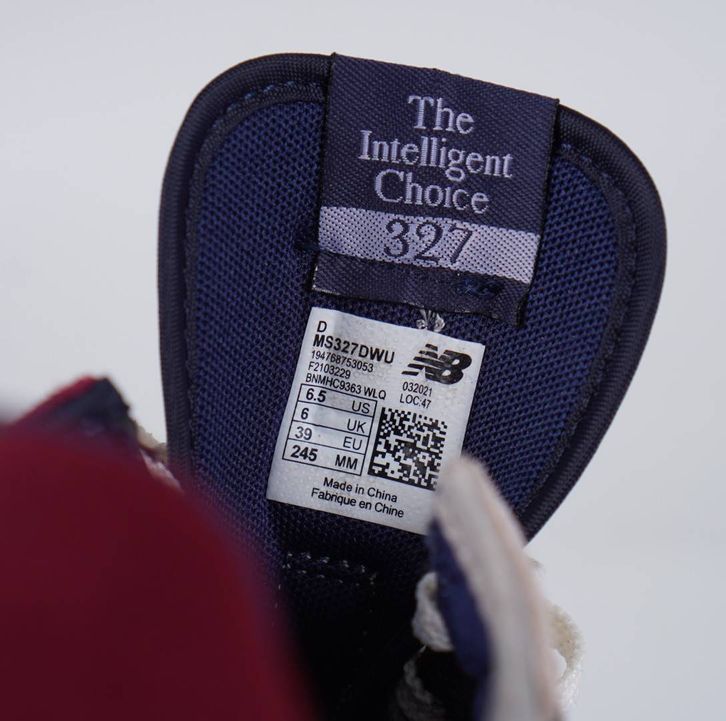 The
Intelligent
Choice
327
D
MS327DWU
194768753053
F2103229
BNMHC9363 WLQ
NB
032021
LOC:47
6.5 US
6 UK
39 EU
245 MM
Made in China
Fabrique en Chine